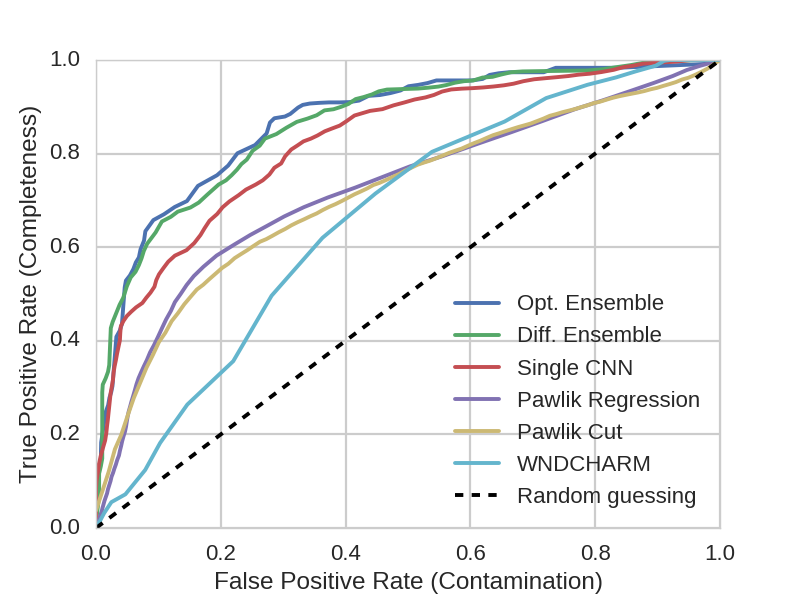 1.0
0.8
0.6
0.4
0.2
0.0
True Positive Rate (Completeness)
Opt. Ensemble
Diff. Ensemble
Single CNN
Pawlik Regression
Pawlik Cut
WNDCHARM
Random guessing
0.0 0.2 0.4 0.6 0.8 1.0
False Positive Rate (Contamination)